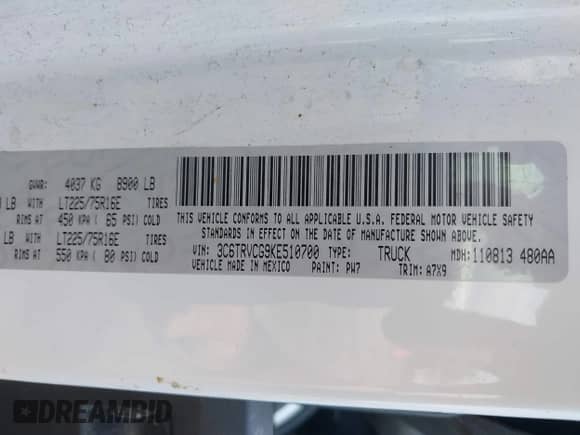 GVWR: 4037 KG 8900 LB
LB WITH LT225/75R16E TIRES
RIMS AT 450 KPA ( 65 PSI) COLD
LB WITH LT225/75R16E TIRES
RIMS AT 550 KPA ( 80 PSI) COLD
THIS VEHICLE CONFORMS TO ALL APPLICABLE U.S.A. FEDERAL MOTOR VEHICLE SAFETY
STANDARDS IN EFFECT ON THE DATE OF MANUFACTURE SHOWN ABOVE.
VIN: 3C6TRVCG9KE510700 TYPE: TRUCK MDH: 110813 480AA
VEHICLE MADE IN MEXICO PAINT: PW7 TRIM: A7X9
DREAMBID